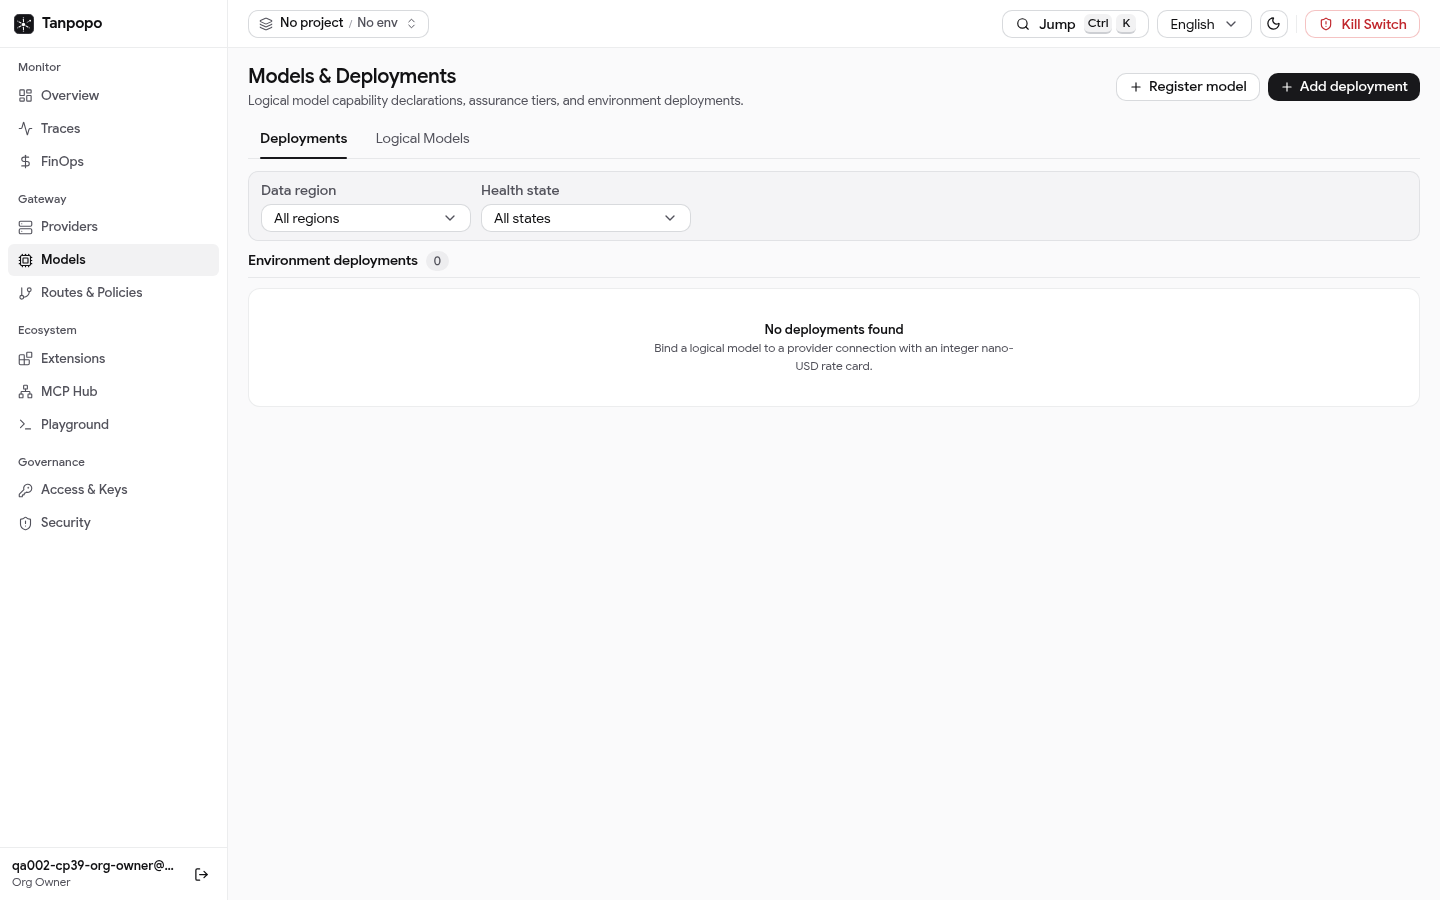 Tanpopo
No project / No env
Jump Ctrl K
English
Kill Switch
Monitor
Overview
Traces
FinOps
Gateway
Providers
Models
Routes & Policies
Ecosystem
Extensions
MCP Hub
Playground
Governance
Access & Keys
Security
qa002-cp39-org-owner@...
Org Owner
Models & Deployments
Logical model capability declarations, assurance tiers, and environment deployments.
Register model
Add deployment
Deployments
Logical Models
Data region
Health state
All regions
All states
Environment deployments 0
No deployments found
Bind a logical model to a provider connection with an integer nano-
USD rate card.